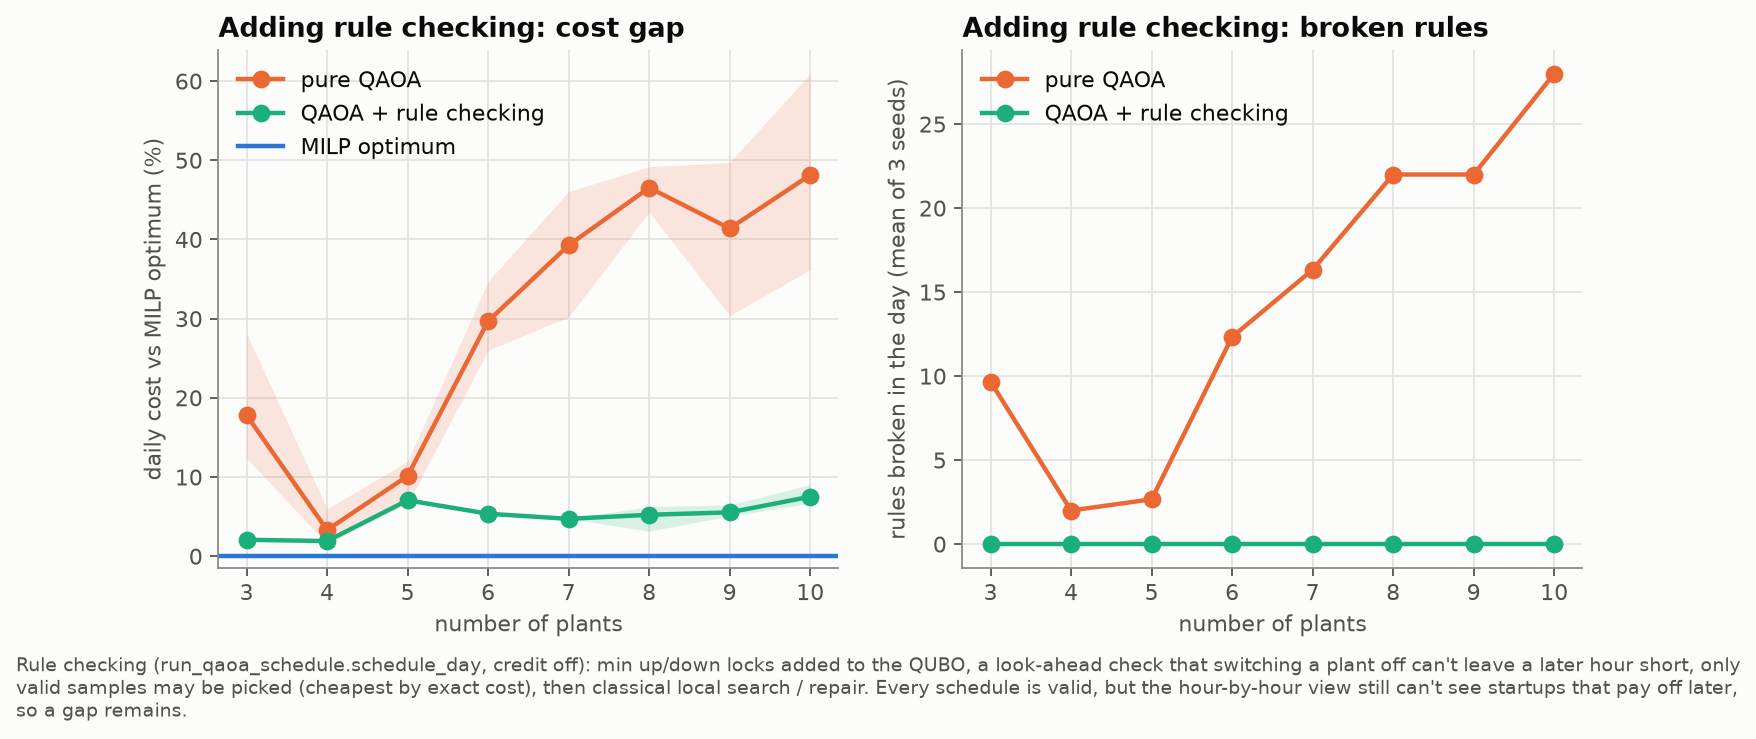 Adding rule checking: cost gap
pure QAOA
QAOA + rule checking
MILP optimum
daily cost vs MILP optimum (%)
60
50
40
30
20
10
0
3 4 5 6 7 8 9 10
number of plants
Adding rule checking: broken rules
pure QAOA
QAOA + rule checking
rules broken in the day (mean of 3 seeds)
25
20
15
10
5
0
3 4 5 6 7 8 9 10
number of plants
Rule checking (run_qaoa_schedule.schedule_day, credit off): min up/down locks added to the QUBO, a look-ahead check that switching a plant off can't leave a later hour short, only
valid samples may be picked (cheapest by exact cost), then classical local search / repair. Every schedule is valid, but the hour-by-hour view still can't see startups that pay off later,
so a gap remains.